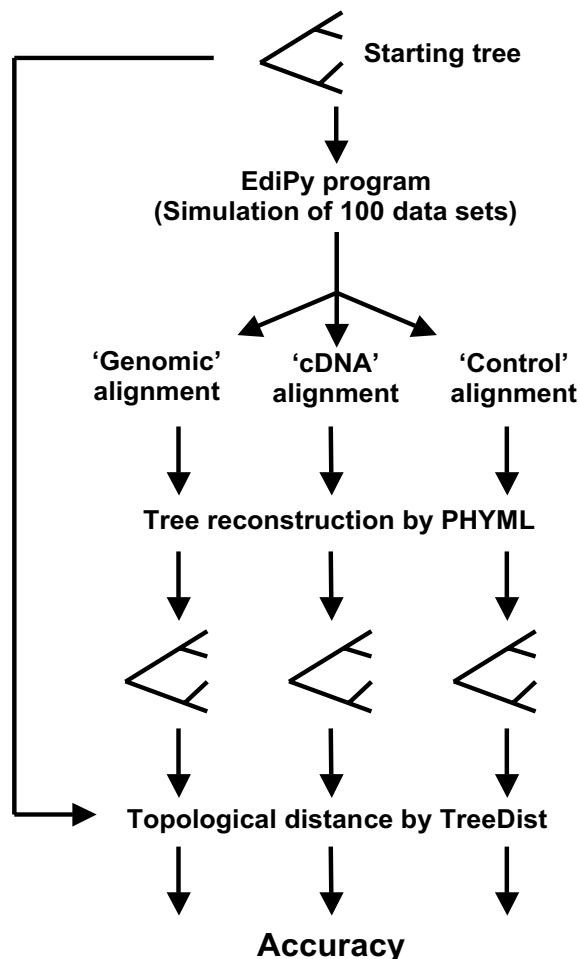 Starting tree
EdiPy program
(Simulation of 100 data sets)
‘Genomic’ alignment
‘cDNA’ alignment
‘Control’ alignment
Tree reconstruction by PHYML
Topological distance by TreeDist
Accuracy